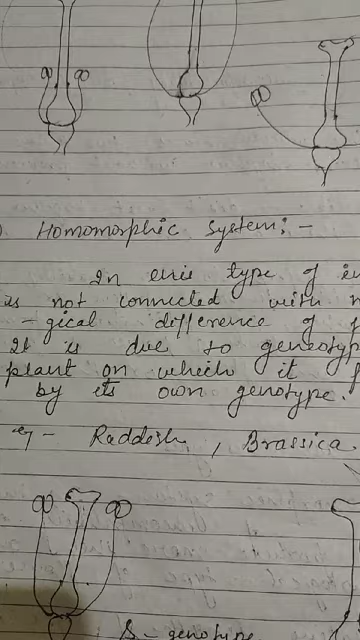 Homomorphic System:-
In this type of
is not connected with
- gical difference of
It is due to genotyp
plant on which it
by its own genotype.
eg- Raddesh, Brassica
S- genotype